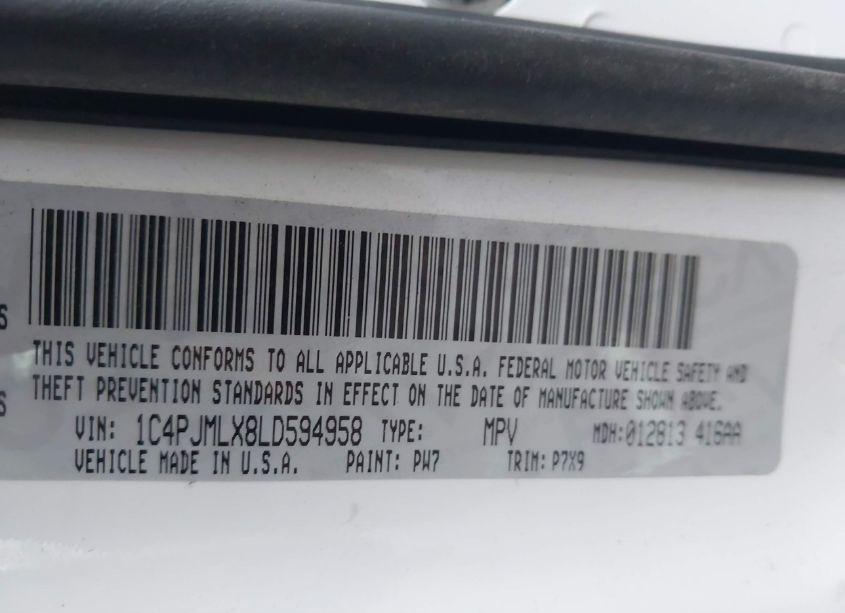 S
THIS VEHICLE CONFORMS TO ALL APPLICABLE U.S.A. FEDERAL MOTOR VEHICLE SAFETY AND
S
THEFT PREVENTION STANDARDS IN EFFECT ON THE DATE OF MANUFACTURE SHOWN ABOVE.
VIN: 1C4PJMLX8LD594958 TYPE: MPV MDH:012813 416AA
VEHICLE MADE IN U.S.A. PAINT: PW7 TRIM: P7X9